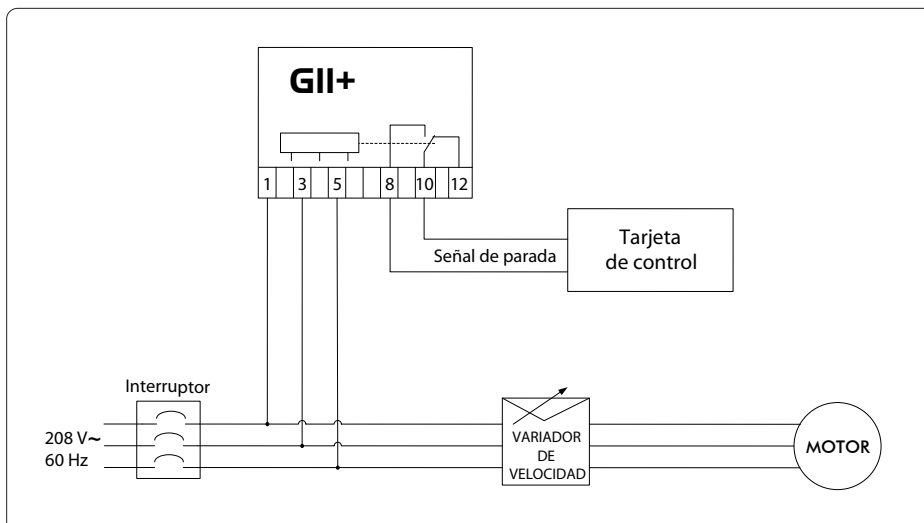 GII+
1 3 5 8 10 12
Señal de parada
Tarjeta
de control
Interruptor
208 V~
60 Hz
VARIADOR
DE
VELOCIDAD
MOTOR